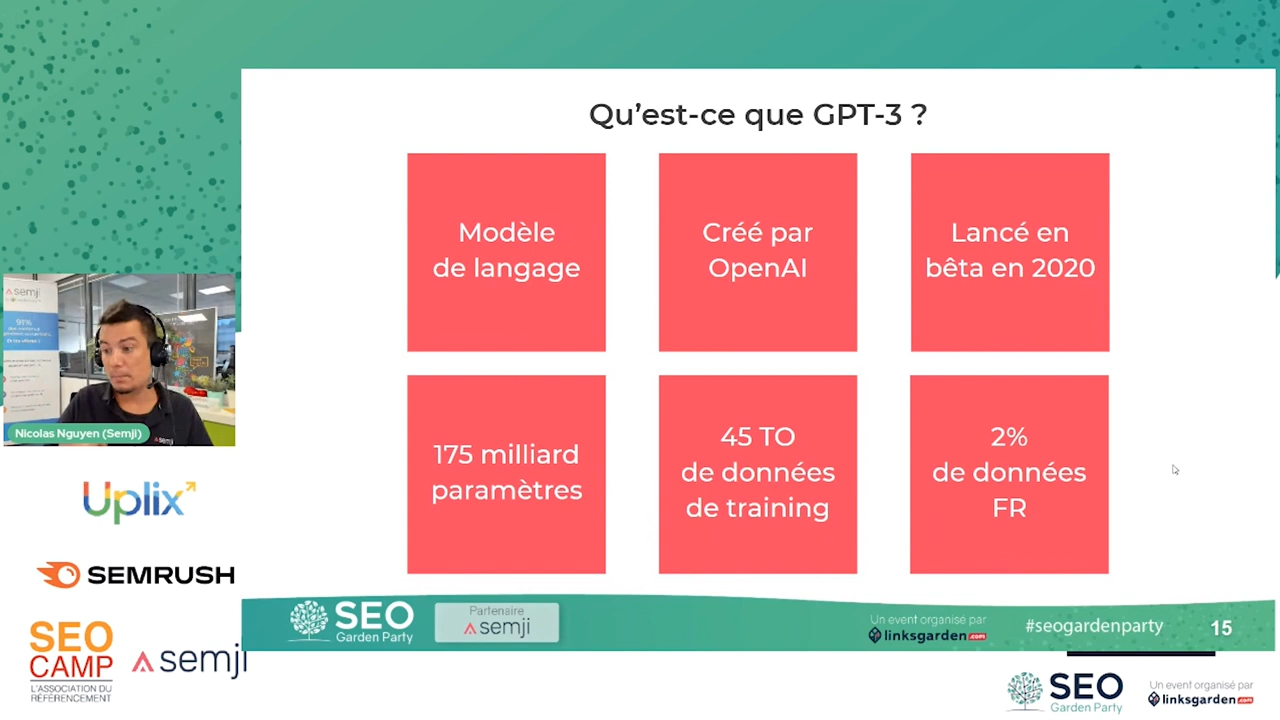 Qu’est-ce que GPT-3 ?
Modèle
de langage
Créé par
OpenAI
Lancé en
bêta en 2020
175 milliard
paramètres
45 TO
de données
de training
2%
de données
FR
semji
91%
Nicolas Nguyen (Semji)
semji
Uplix
SEMRUSH
SEO
CAMP
L'ASSOCIATION DU
RÉFÉRENCEMENT
semji
SEO
Garden Party
Partenaire
semji
Un event organisé par
linksgarden.com
#seogardenparty
15
SEO
Garden Party
Un event organisé par
linksgarden.com